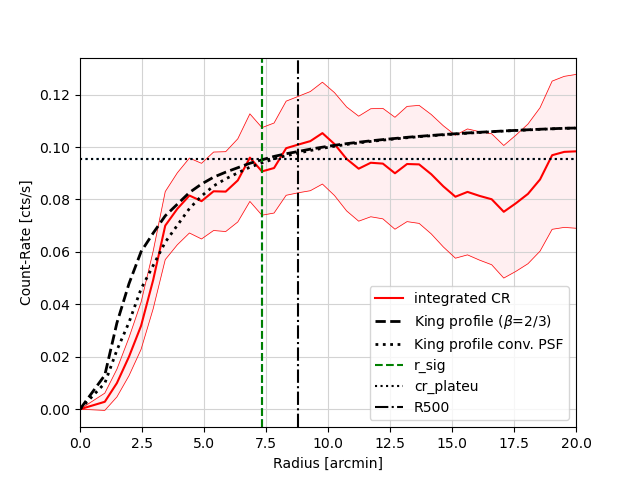 0.12
0.10
0.08
0.06
0.04
0.02
0.00
Count-Rate [cts/s]
integrated CR
King profile (β=2/3)
King profile conv. PSF
r_sig
cr_plateu
R500
0.0 2.5 5.0 7.5 10.0 12.5 15.0 17.5 20.0
Radius [arcmin]